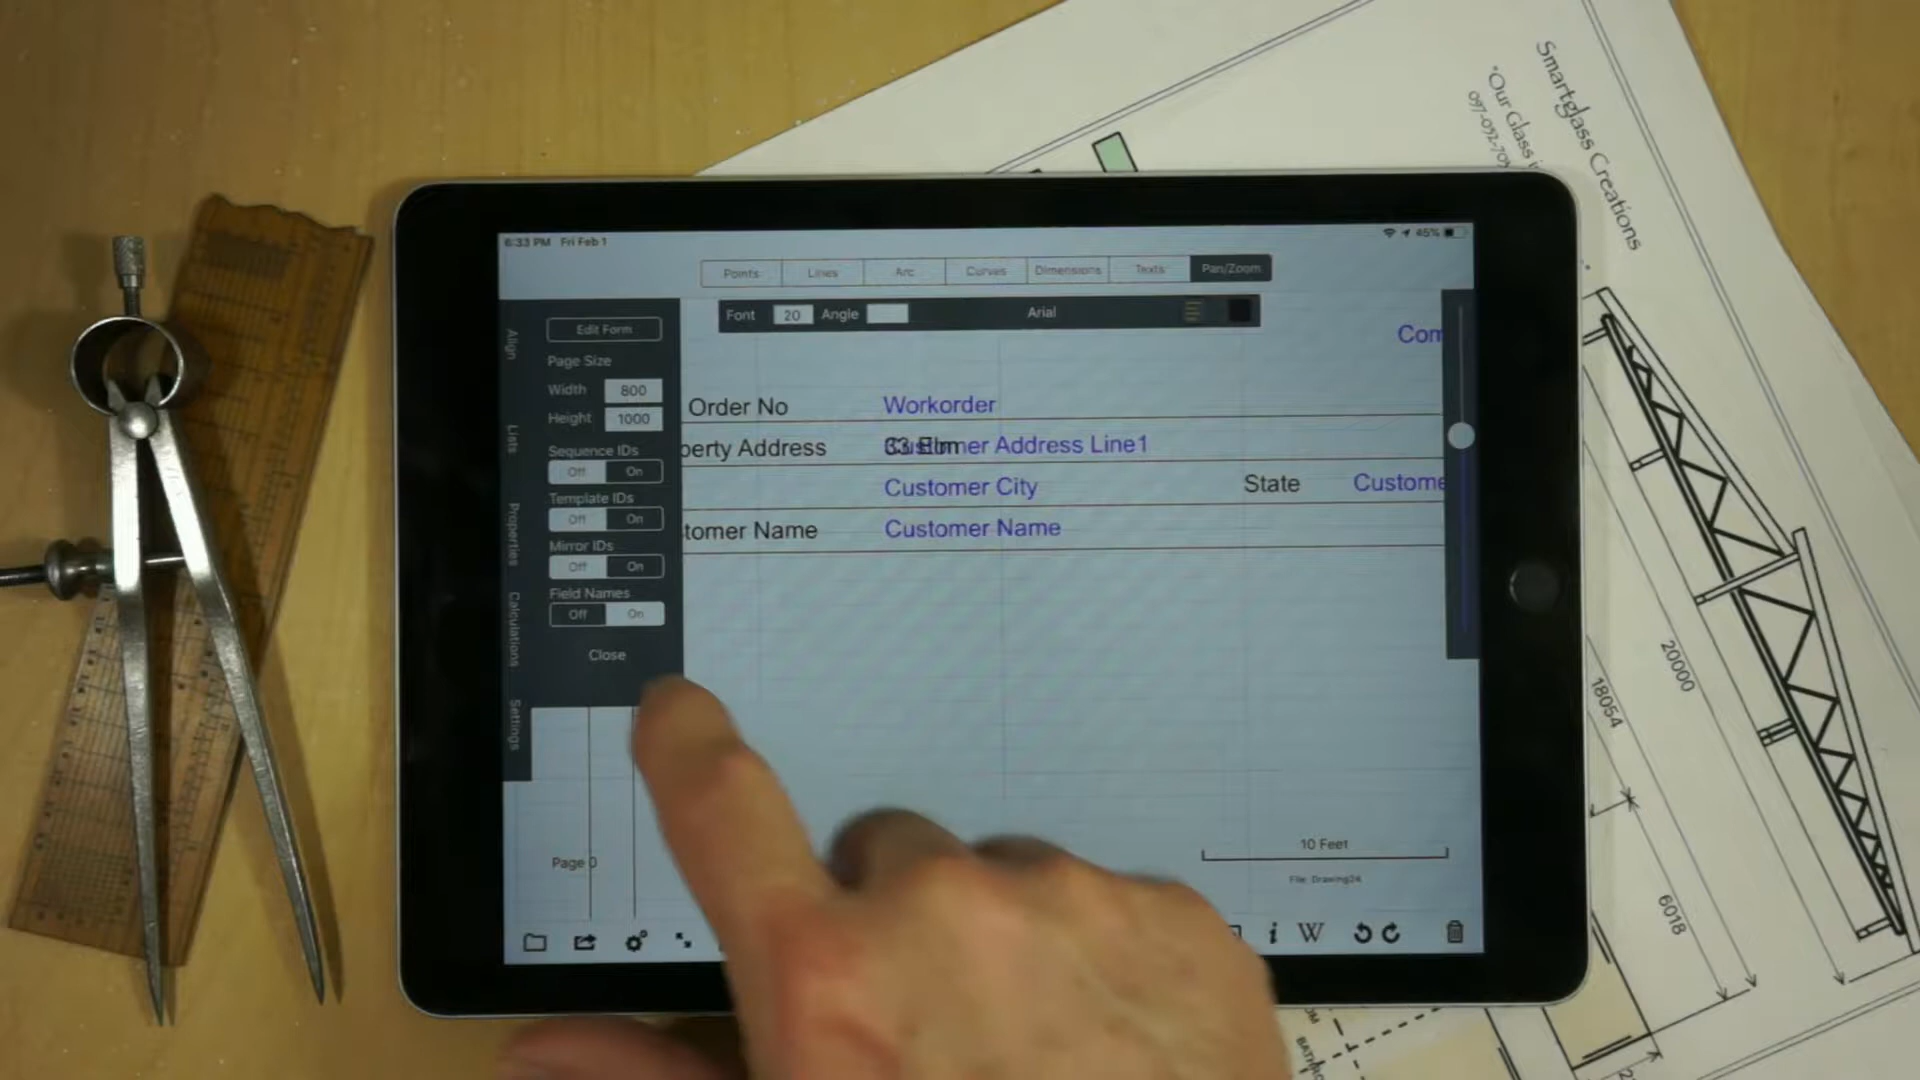 Smartglass Creations
"Our Glass i
6:33 PM Fri Feb 1
45%
Points Lines Arc Curves Dimensions Texts Pan/Zoom
Font 20 Angle Arial
Align
Lists
Properties
Calculations
Settings
Edit Form
Page Size
Width 800
Height 1000
Sequence IDs
Off On
Template IDs
Off On
Mirror IDs
Off On
Field Names
Off On
Close
Com
Order No Workorder
perty Address 33 Elm Customer Address Line1
Customer City State Custome
tomer Name Customer Name
Page 0
10 Feet
File: Drawing24
i W
20000
18054
6018